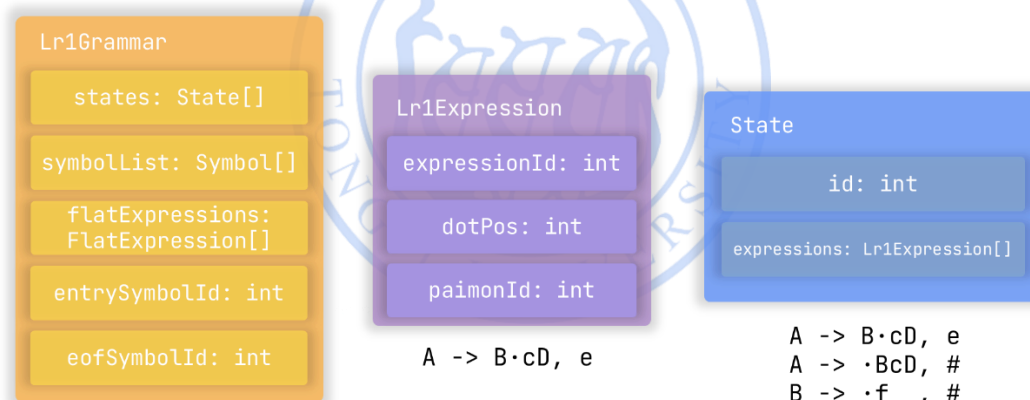 Lr1Grammar
states: State[]
symbolList: Symbol[]
flatExpressions:
FlatExpression[]
entrySymbolId: int
eofSymbolId: int
Lr1Expression
expressionId: int
dotPos: int
paimonId: int
A -> B·cD, e
State
id: int
expressions: Lr1Expression[]
A -> B·cD, e
A -> ·BcD, #
B -> ·f , #